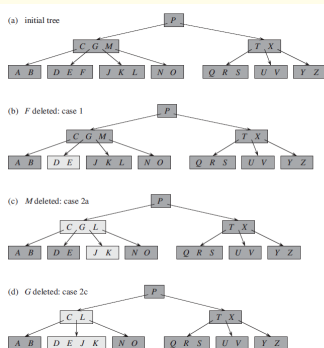 (a) initial tree
P
C G M
T X
A B
D E F
J K L
N O
Q R S
U V
Y Z
(b) F deleted: case 1
P
C G M
T X
A B
D E
J K L
N O
Q R S
U V
Y Z
(c) M deleted: case 2a
P
C G L
T X
A B
D E
J K
N O
Q R S
U V
Y Z
(d) G deleted: case 2c
P
C L
T X
A B
D E J K
N O
Q R S
U V
Y Z